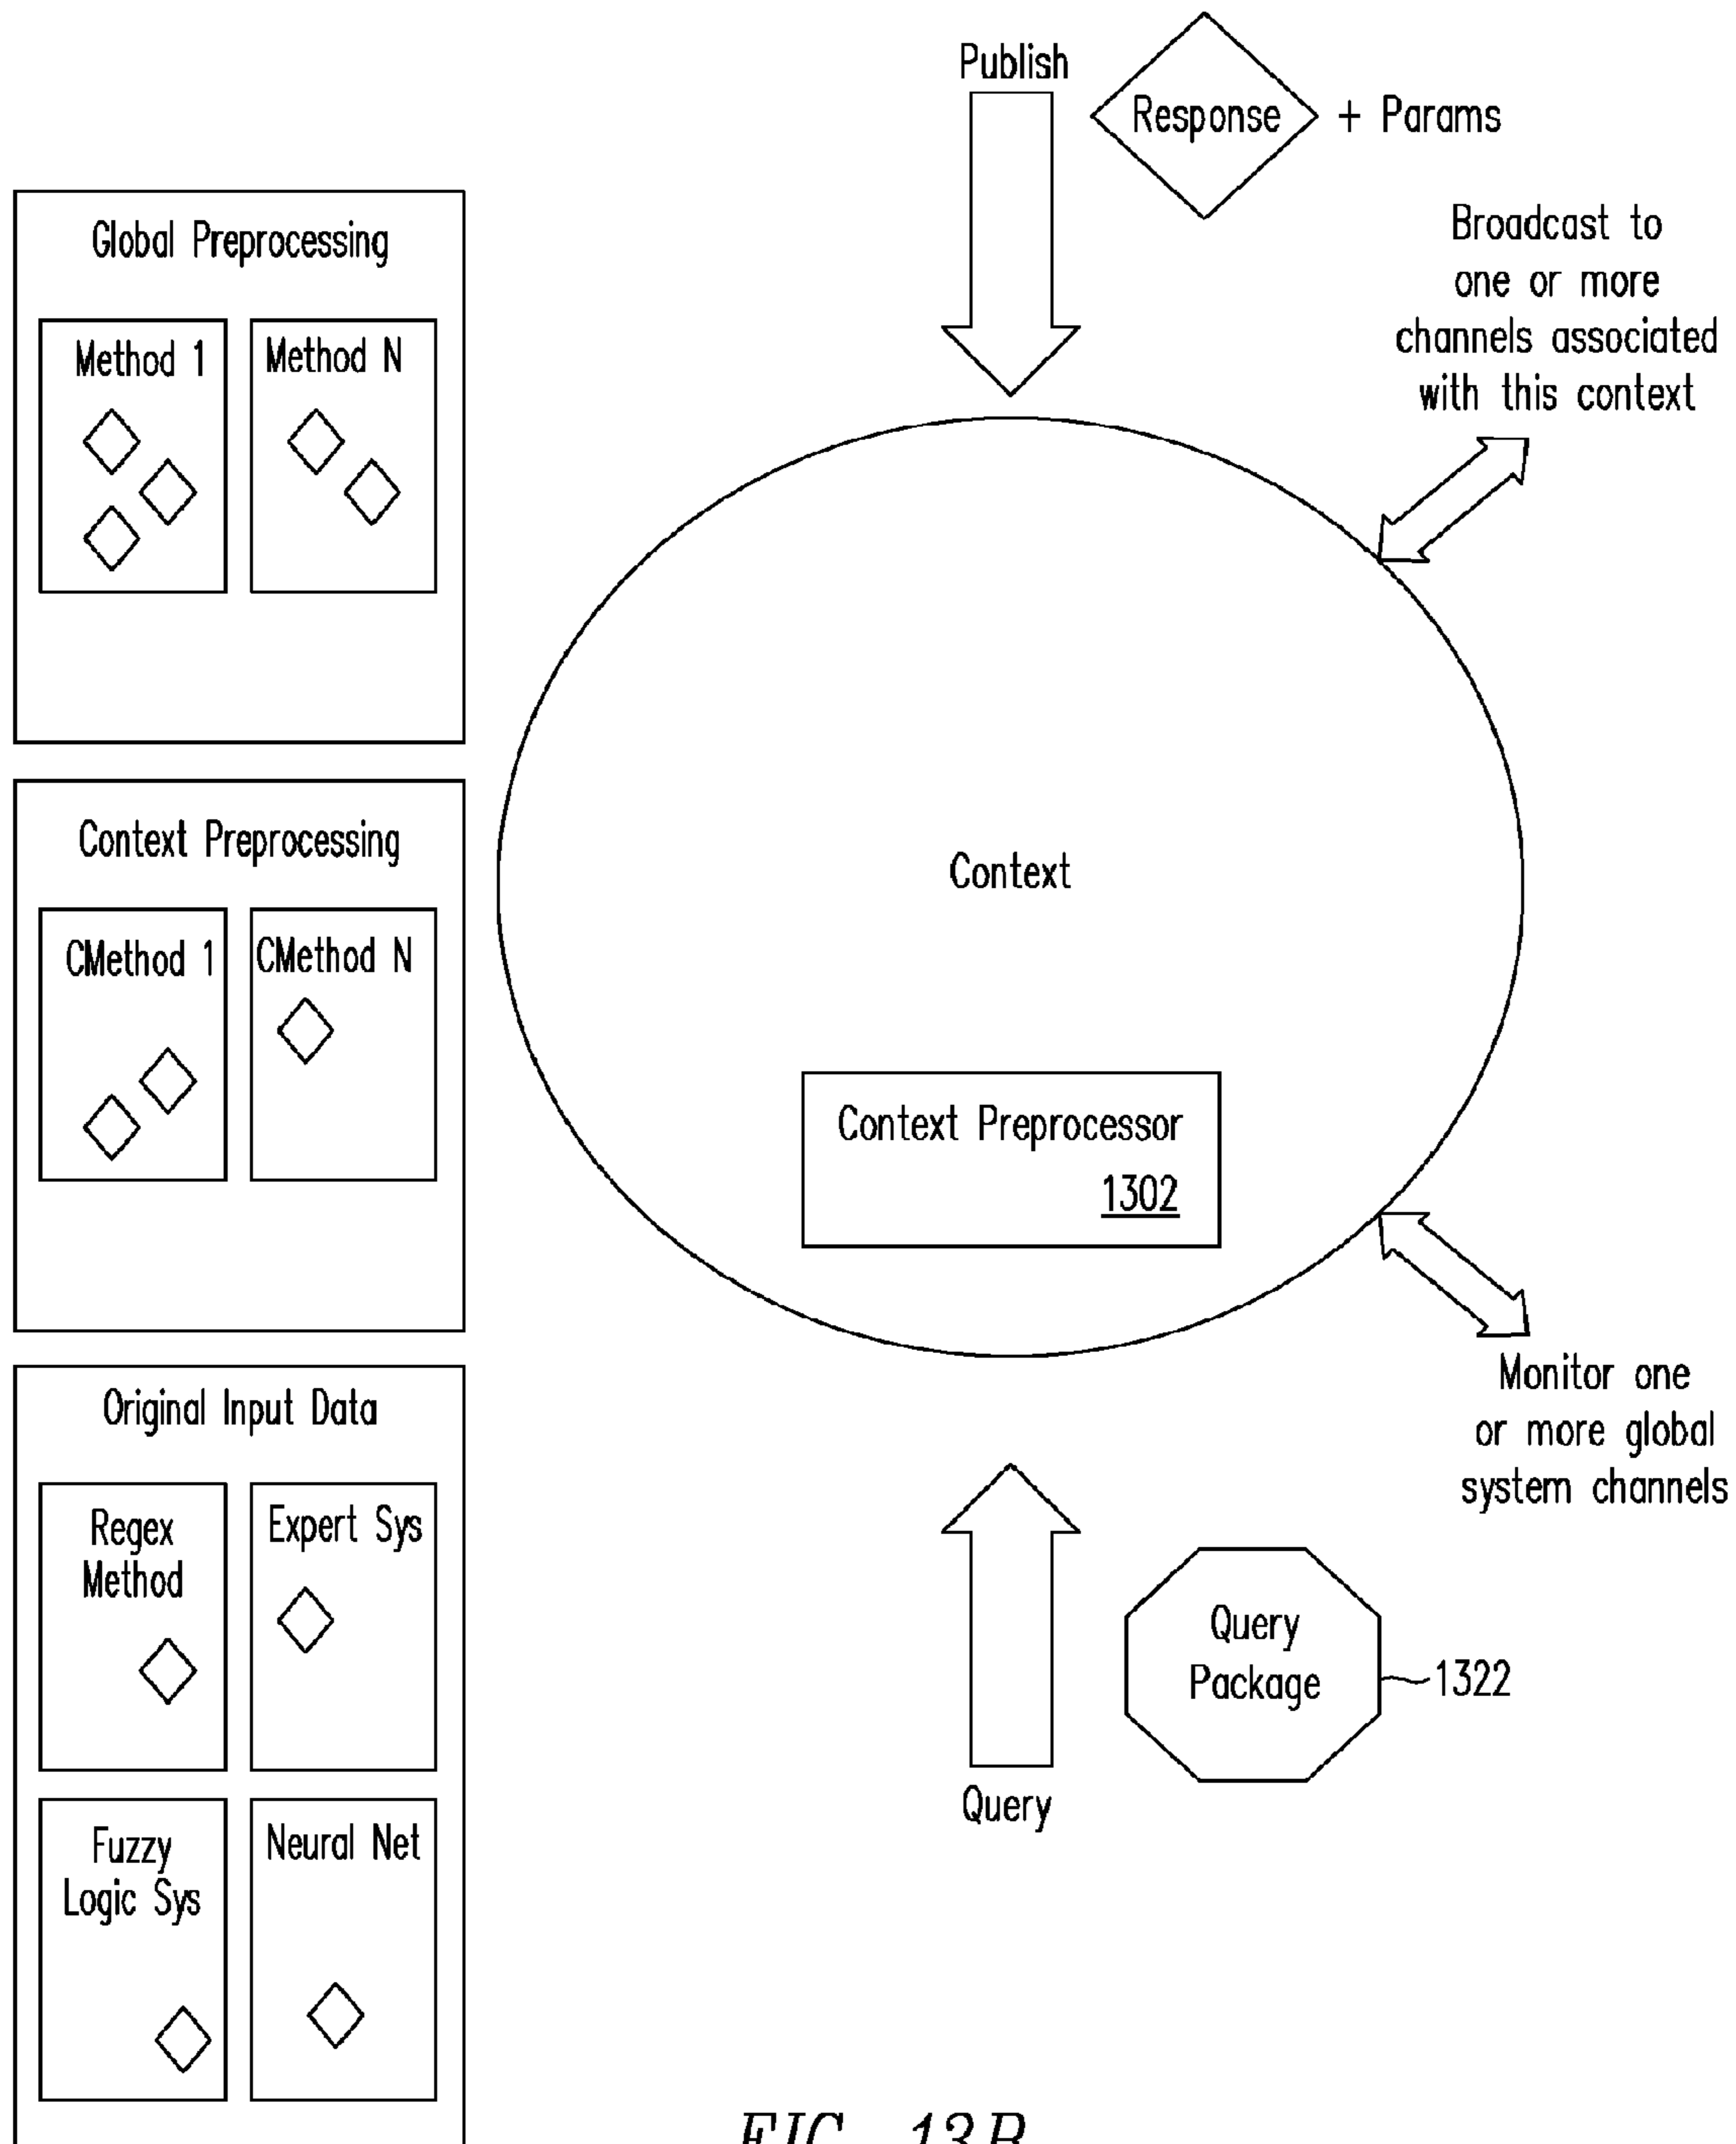 Publish
Response
+ Params
Broadcast to
one or more
channels associated
with this context
Global Preprocessing
Method 1
Method N
Context Preprocessing
CMethod 1
CMethod N
Context
Context Preprocessor
1302
Original Input Data
Regex
Method
Expert Sys
Fuzzy
Logic Sys
Neural Net
Monitor one
or more global
system channels
Query
Package
1322
Query
FIG. 13B